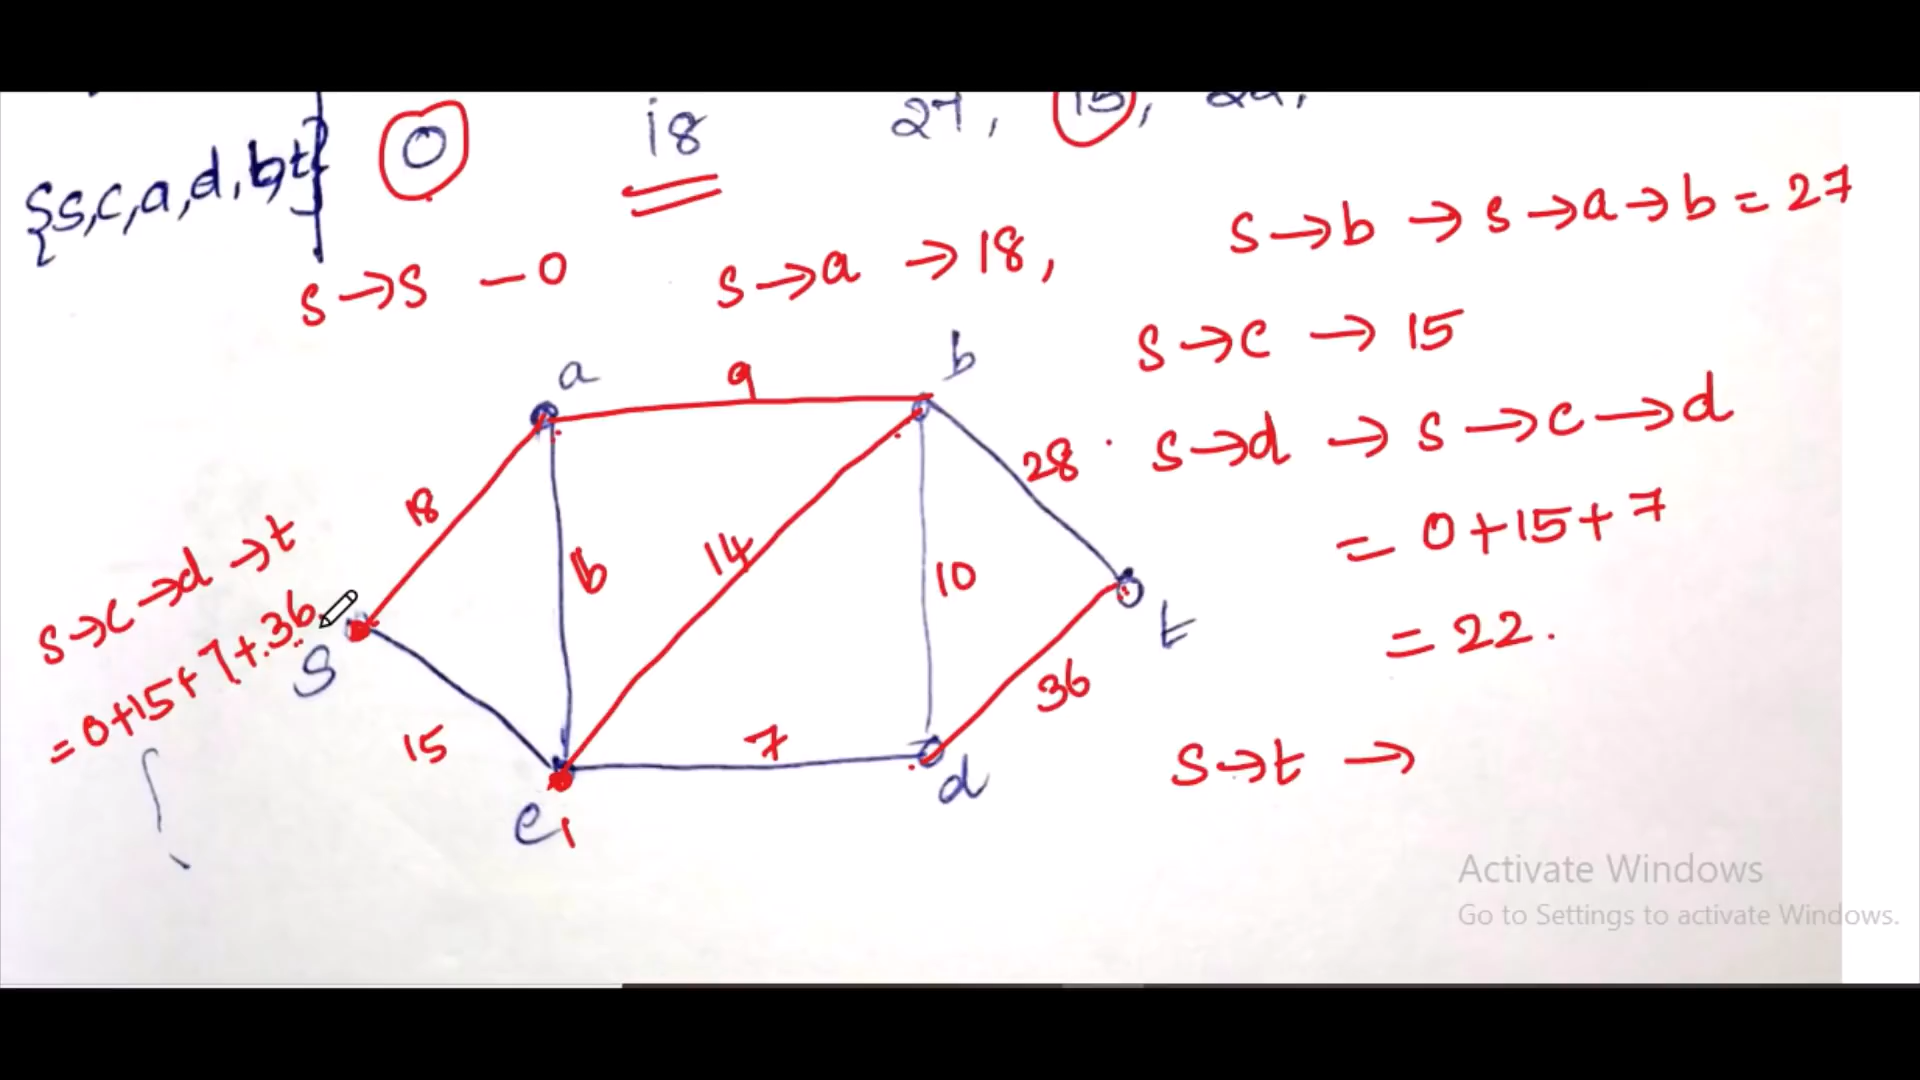 0 18 27, 15,
{s,c,a,d,b,t}
s→s – 0 s→a → 18, s→b → s→a→b = 27
s→c → 15
a 9 b
28 s→d → s→c→d
18 6 14 10 = 0+15+7
= 22.
s→c→d→t
= 0+15+7+36
S t
15 7 36
c d s→t →
Activate Windows
Go to Settings to activate Windows.